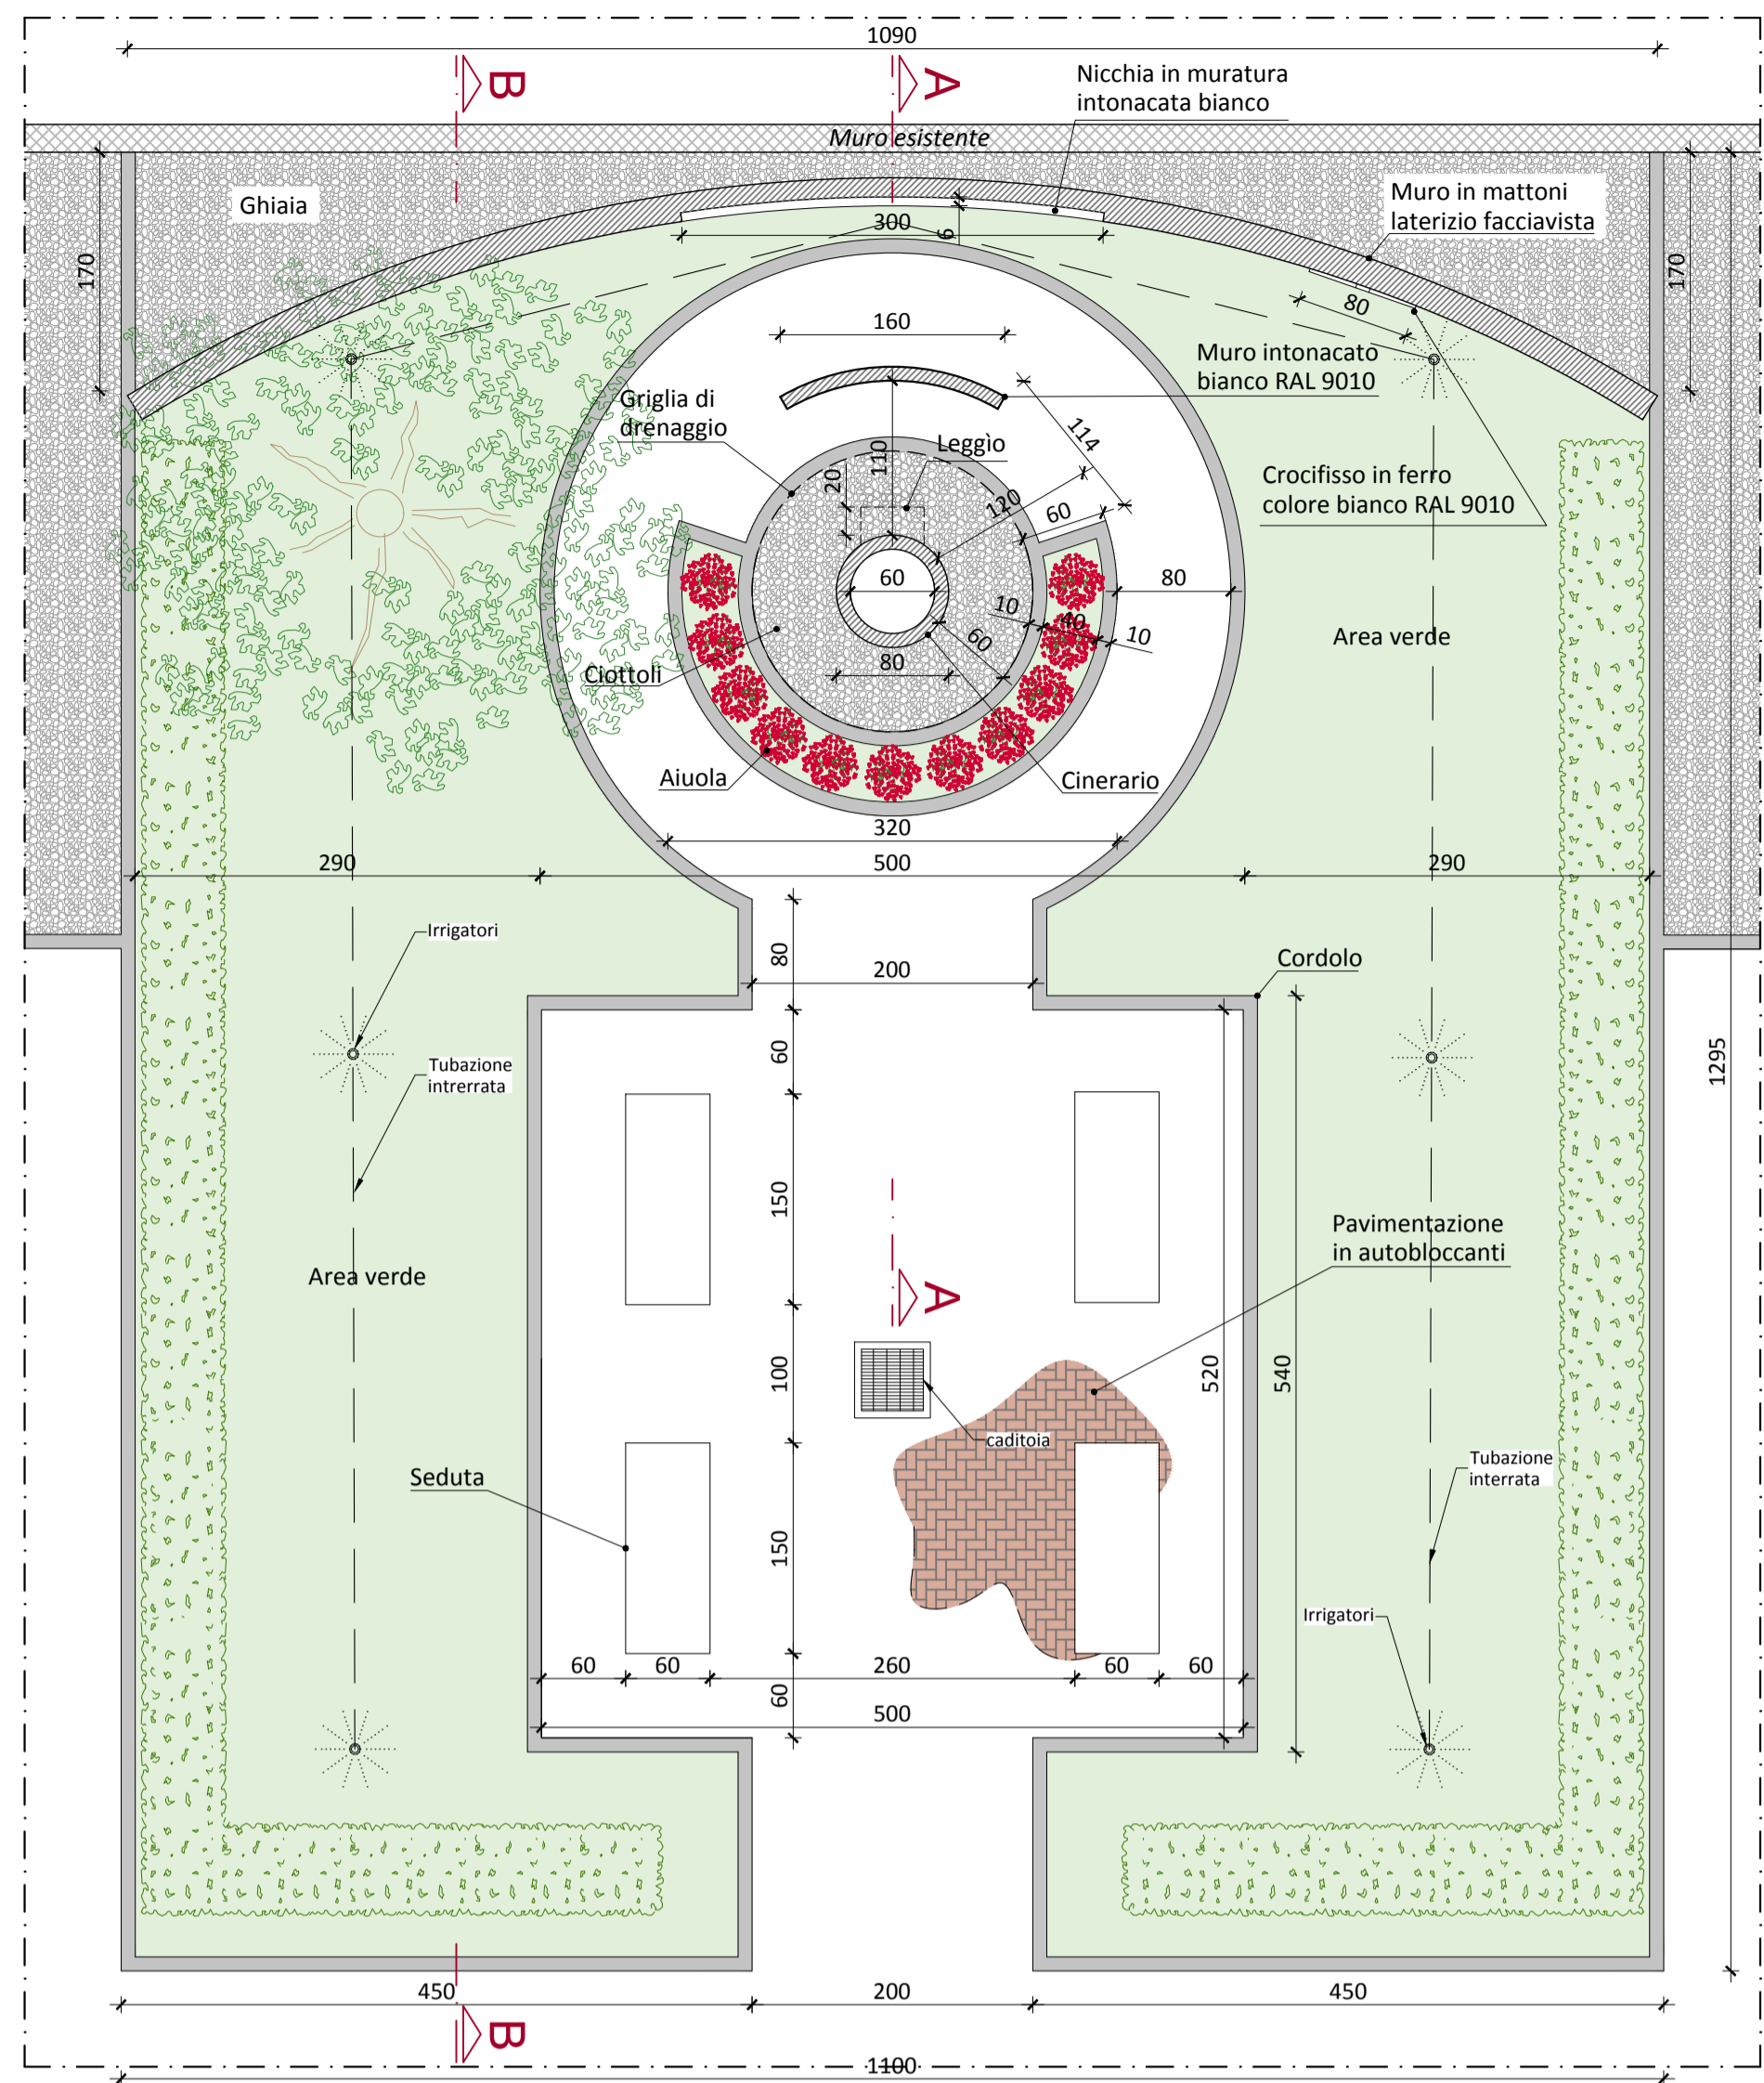 1090
B
A
Nicchia in muratura
intonacata bianco
Muro esistente
Ghiaia
Muro in mattoni
laterizio facciavista
300
6
170
170
80
160
Muro intonacato
bianco RAL 9010
Griglia di
drenaggio
Leggìo
114
110
20
120
60
Crocifisso in ferro
colore bianco RAL 9010
60
80
10
40
10
60
80
Area verde
Ciottoli
Aiuola
Cinerario
320
290
500
290
Irrigatori
80
200
Cordolo
60
Tubazione
intrerrata
1295
150
Pavimentazione
in autobloccanti
Area verde
A
100
520
540
caditoia
Seduta
Tubazione
interrata
150
Irrigatori
60
60
260
60
60
60
500
450
200
450
B
1100